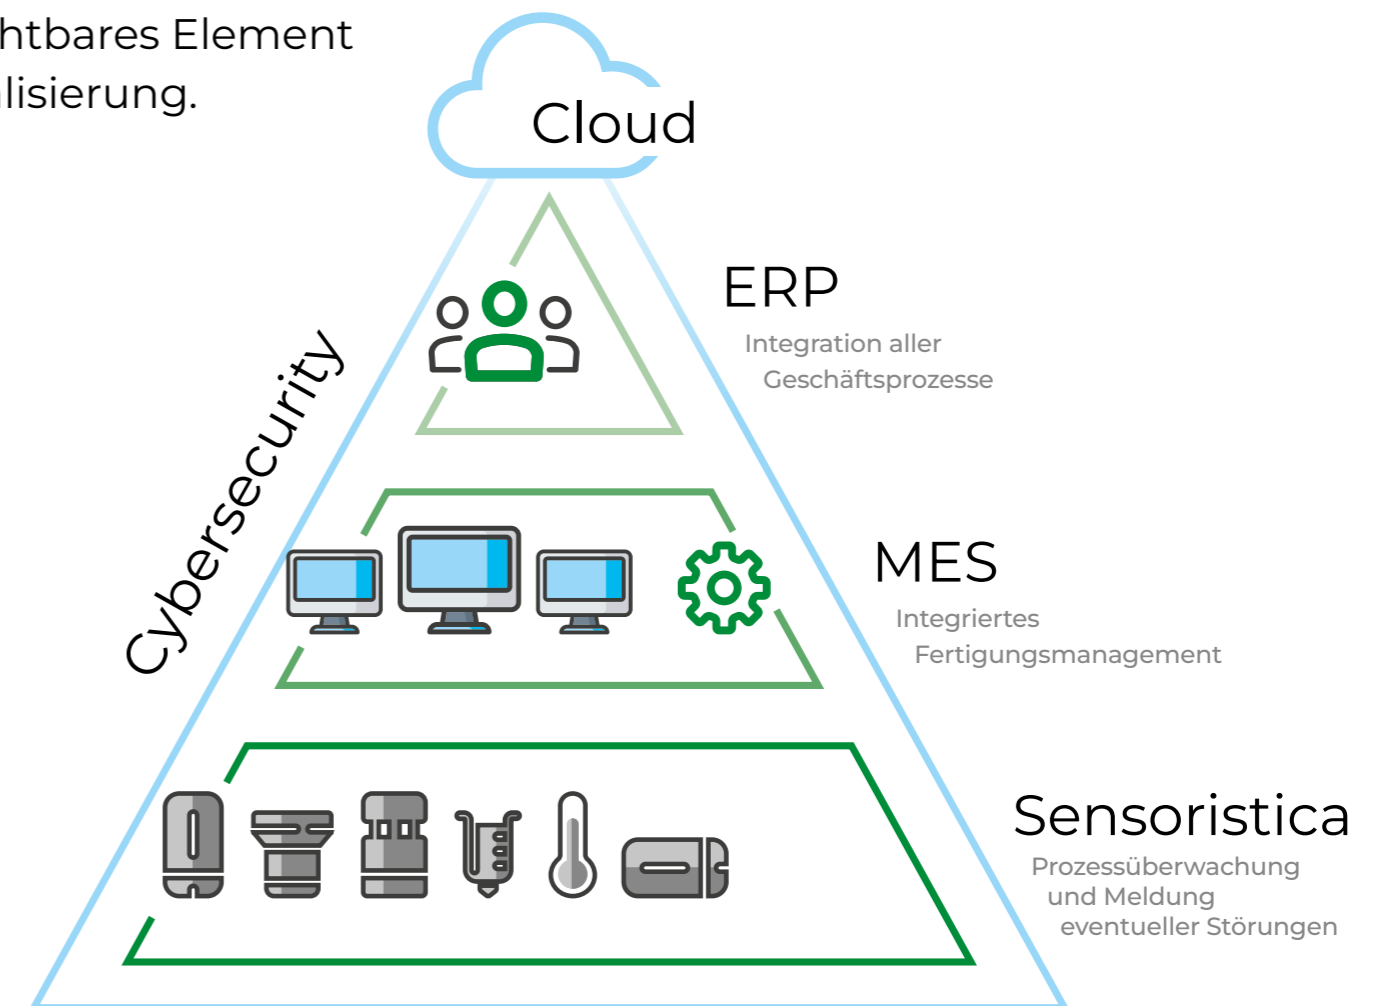 htbares Element
lisierung.
Cloud
ERP
Integration aller
Geschäftsprozesse
Cybersecurity
MES
Integriertes
Fertigungsmanagement
Sensoristica
Prozessüberwachung
und Meldung
eventueller Störungen